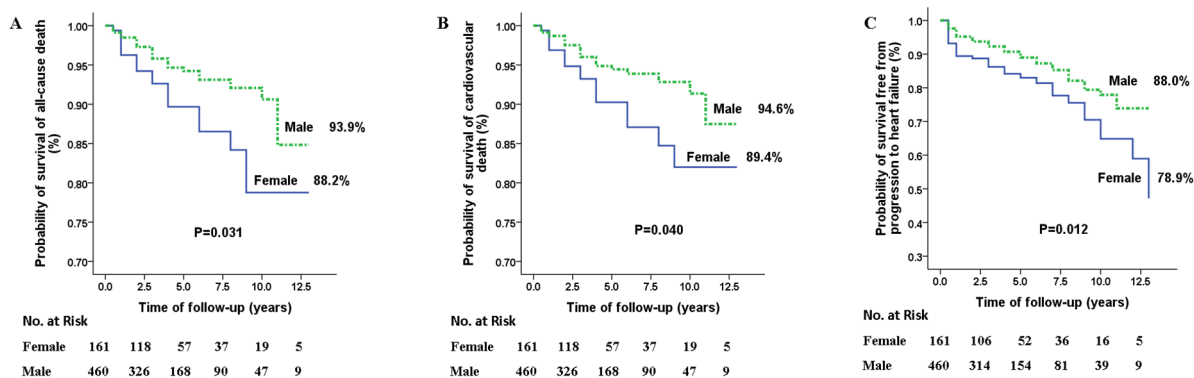 A
Probability of survival of all-cause death
(%)
1.00
0.95
0.90
0.85
0.80
0.75
0.70
Male 93.9%
Female 88.2%
P=0.031
0.0 2.5 5.0 7.5 10.0 12.5
Time of follow-up (years)
No. at Risk
Female 161 118 57 37 19 5
Male 460 326 168 90 47 9
B
Probability of survival of cardiovascular
death (%)
1.00
0.95
0.90
0.85
0.80
0.75
0.70
Male 94.6%
Female 89.4%
P=0.040
0.0 2.5 5.0 7.5 10.0 12.5
Time of follow-up (years)
No. at Risk
Female 161 118 57 37 19 5
Male 460 326 168 90 47 9
C
Probability of survival free from
progression to heart failure (%)
1.0
0.9
0.8
0.7
0.6
0.5
0.4
0.3
Male 88.0%
Female 78.9%
P=0.012
0.0 2.5 5.0 7.5 10.0 12.5
Time of follow-up (years)
No. at Risk
Female 161 106 52 36 16 5
Male 460 314 154 81 39 9